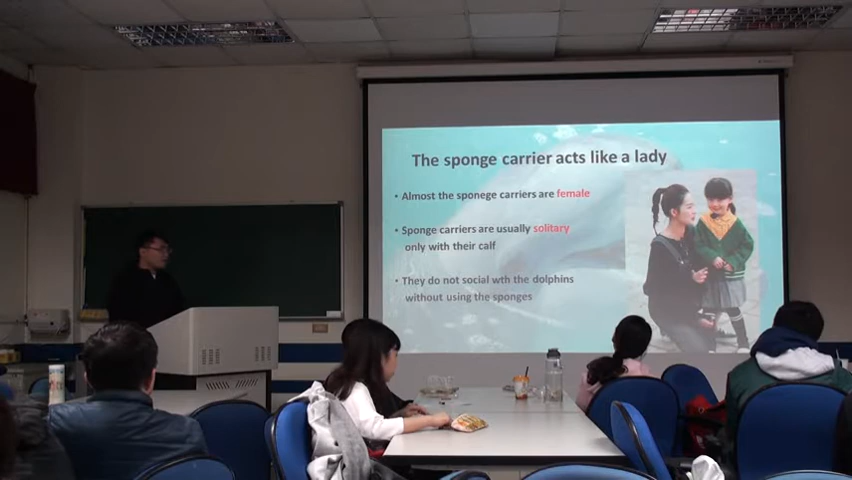 The sponge carrier acts like a lady
• Almost the sponege carriers are female
• Sponge carriers are usually solitary
only with their calf
• They do not social wth the dolphins
without using the sponges